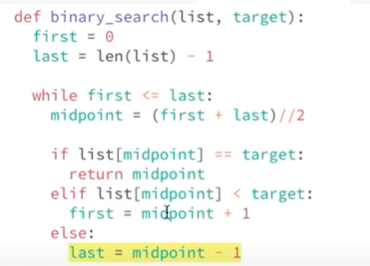 def binary_search(list, target):
first = 0
last = len(list) - 1
while first <= last:
midpoint = (first + last)//2
if list[midpoint] == target:
return midpoint
elif list[midpoint] < target:
first = midpoint + 1
else:
last = midpoint - 1